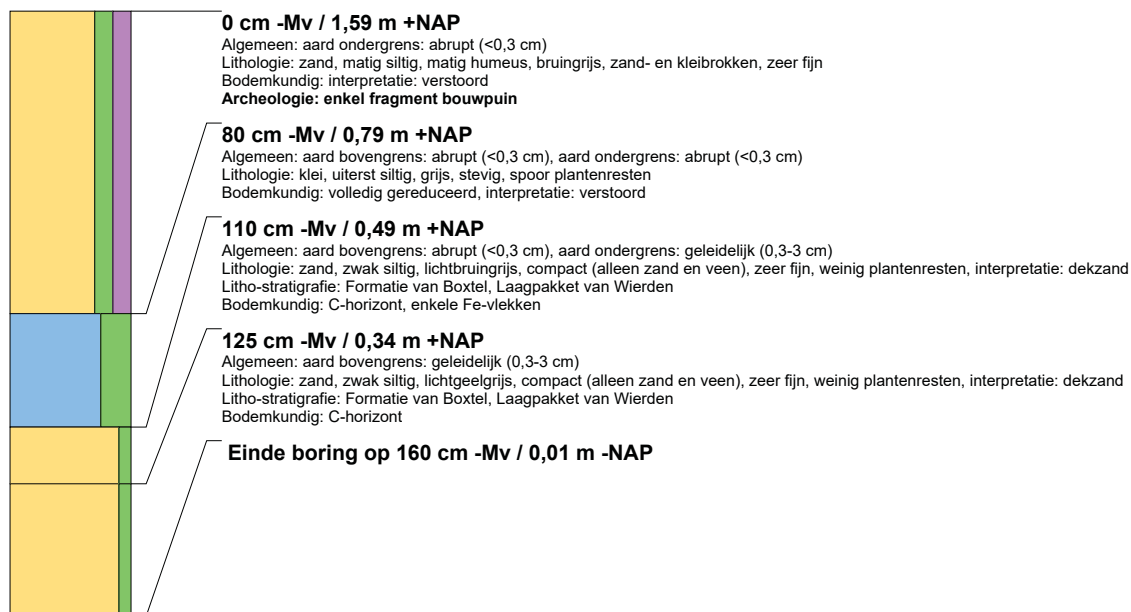 0 cm -Mv / 1,59 m +NAP
Algemeen: aard ondergrens: abrupt (<0,3 cm)
Lithologie: zand, matig siltig, matig humeus, bruingrijs, zand- en kleibrokken, zeer fijn
Bodemkundig: interpretatie: verstoord
Archeologie: enkel fragment bouwpuin
80 cm -Mv / 0,79 m +NAP
Algemeen: aard bovengrens: abrupt (<0,3 cm), aard ondergrens: abrupt (<0,3 cm)
Lithologie: klei, uiterst siltig, grijs, stevig, spoor plantenresten
Bodemkundig: volledig gereduceerd, interpretatie: verstoord
110 cm -Mv / 0,49 m +NAP
Algemeen: aard bovengrens: abrupt (<0,3 cm), aard ondergrens: geleidelijk (0,3-3 cm)
Lithologie: zand, zwak siltig, lichtbruingrijs, compact (alleen zand en veen), zeer fijn, weinig plantenresten, interpretatie: dekzand
Litho-stratigrafie: Formatie van Boxtel, Laagpakket van Wierden
Bodemkundig: C-horizont, enkele Fe-vlekken
125 cm -Mv / 0,34 m +NAP
Algemeen: aard bovengrens: geleidelijk (0,3-3 cm)
Lithologie: zand, zwak siltig, lichtgeelgrijs, compact (alleen zand en veen), zeer fijn, weinig plantenresten, interpretatie: dekzand
Litho-stratigrafie: Formatie van Boxtel, Laagpakket van Wierden
Bodemkundig: C-horizont
Einde boring op 160 cm -Mv / 0,01 m -NAP